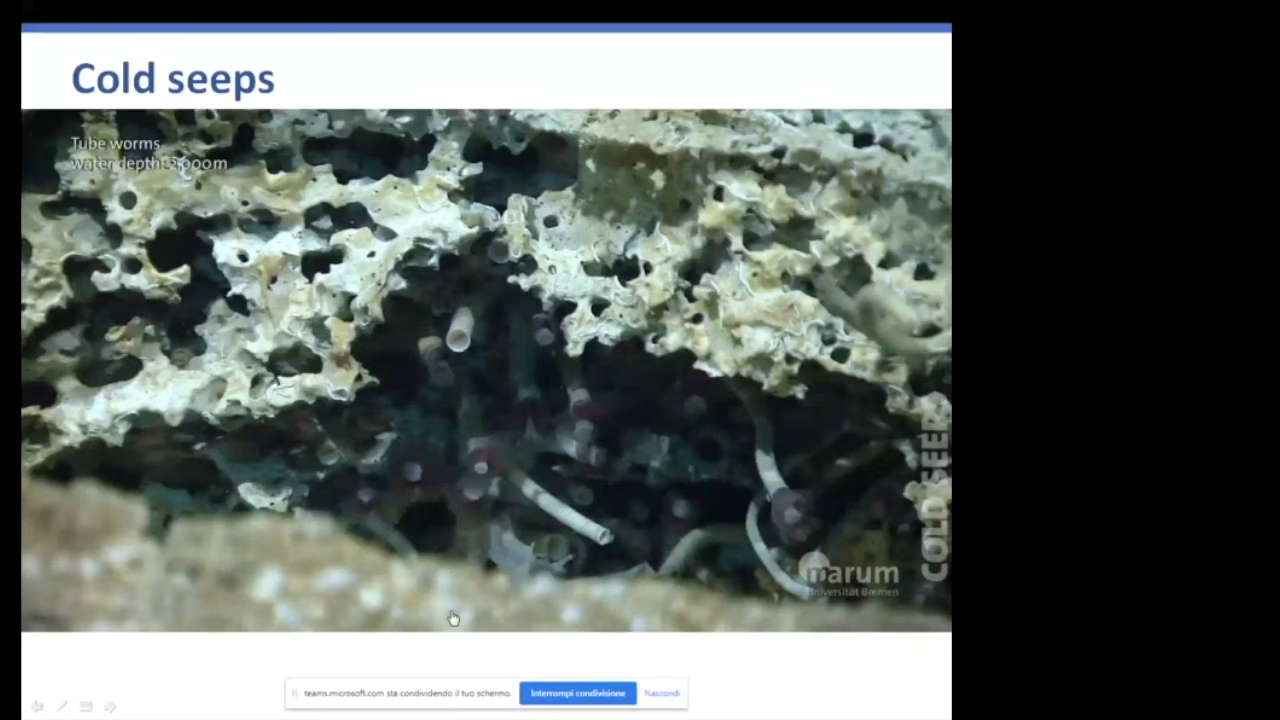 Cold seeps
Tube worms
water depth: 3,000m
COLD SEEP
marum
Universität Bremen
teams.microsoft.com sta condividendo il tuo schermo.
Interrompi condivisione
Nascondi